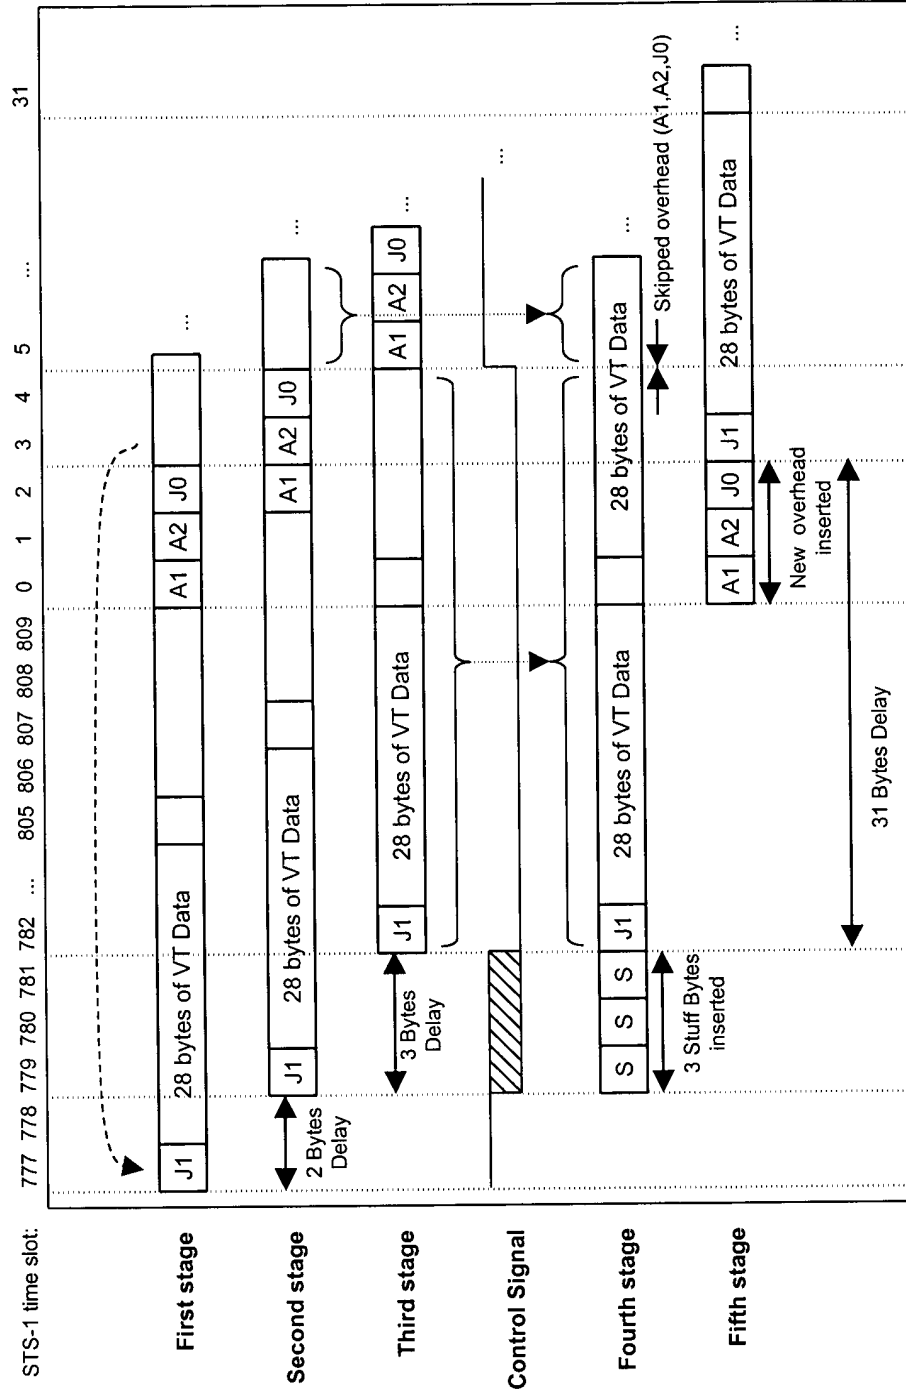 STS-1 time slot: 777 778 779 780 781 782 ... 805 806 807 808 809 0 1 2 3 4 5 ... 31
First stage J1 28 bytes of VT Data A1 A2 J0 ...
Second stage J1 28 bytes of VT Data A1 A2 J0 ...
2 Bytes
Delay
Third stage J1 28 bytes of VT Data A1 A2 J0 ...
3 Bytes
Delay
Control Signal ...
Fourth stage S S S J1 28 bytes of VT Data 28 bytes of VT Data ...
3 Stuff Bytes
inserted
Skipped overhead (A1,A2,J0)
Fifth stage A1 A2 J0 J1 28 bytes of VT Data ...
New overhead
inserted
31 Bytes Delay